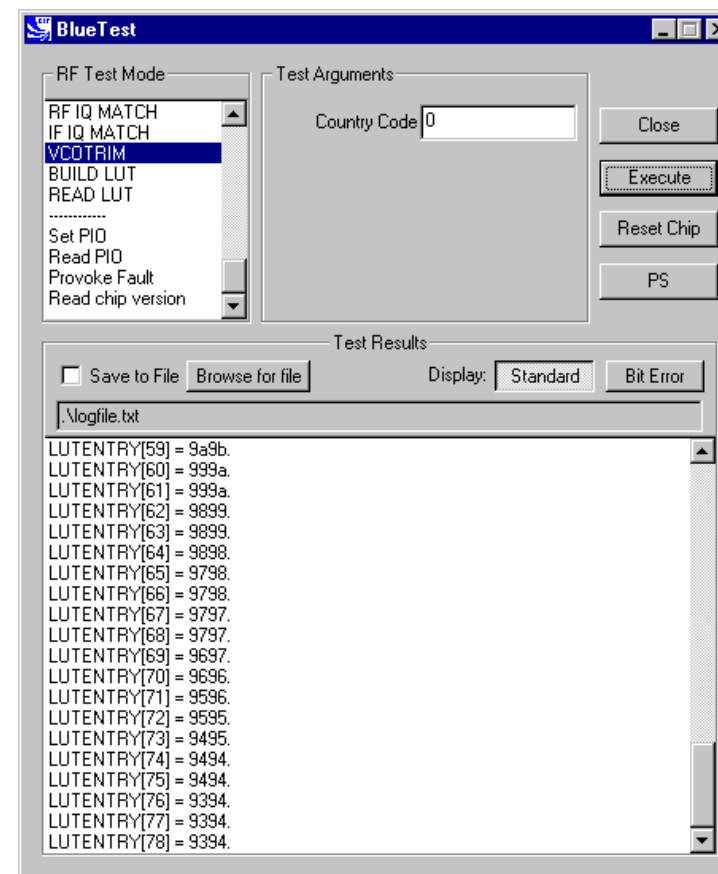 BlueTest
RF Test Mode
RF IQ MATCH
IF IQ MATCH
VCOTRIM
BUILD LUT
READ LUT
------------
Set PIO
Read PIO
Provoke Fault
Read chip version
Test Arguments
Country Code 0
Close
Execute
Reset Chip
PS
Test Results
Save to File Browse for file Display: Standard Bit Error
.\logfile.txt
LUTENTRY[59] = 9a9b.
LUTENTRY[60] = 999a.
LUTENTRY[61] = 999a.
LUTENTRY[62] = 9899.
LUTENTRY[63] = 9899.
LUTENTRY[64] = 9898.
LUTENTRY[65] = 9798.
LUTENTRY[66] = 9798.
LUTENTRY[67] = 9797.
LUTENTRY[68] = 9797.
LUTENTRY[69] = 9697.
LUTENTRY[70] = 9696.
LUTENTRY[71] = 9596.
LUTENTRY[72] = 9595.
LUTENTRY[73] = 9495.
LUTENTRY[74] = 9494.
LUTENTRY[75] = 9494.
LUTENTRY[76] = 9394.
LUTENTRY[77] = 9394.
LUTENTRY[78] = 9394.